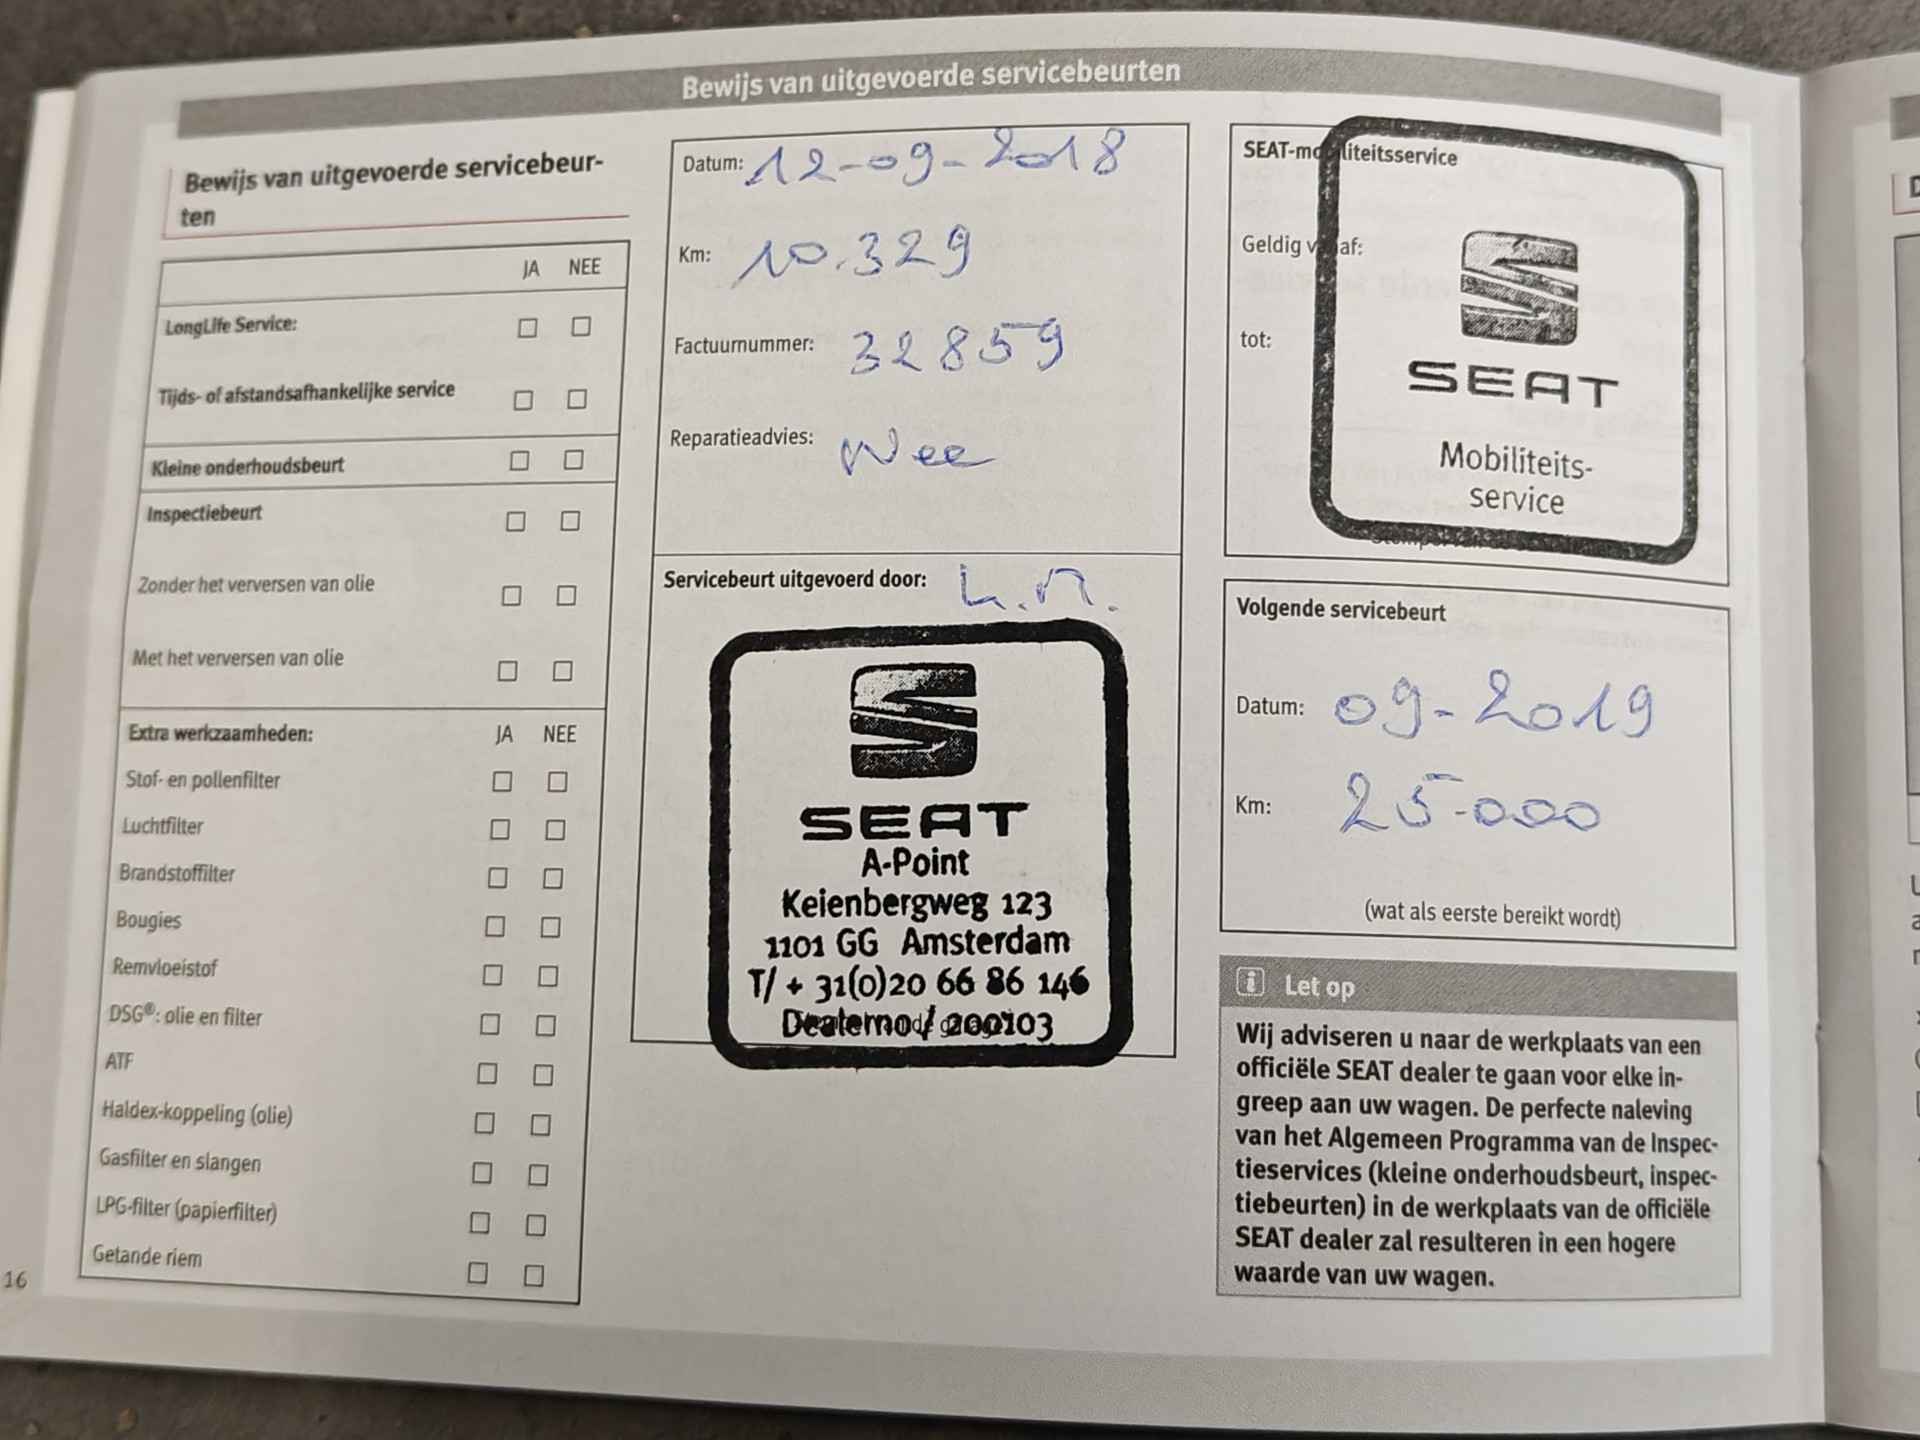 Bewijs van uitgevoerde servicebeurten
Bewijs van uitgevoerde servicebeur-
ten
JA NEE
LongLife Service:
Tijds- of afstandsafhankelijke service
Kleine onderhoudsbeurt
Inspectiebeurt
Zonder het verversen van olie
Met het verversen van olie
Extra werkzaamheden: JA NEE
Stof- en pollenfilter
Luchtfilter
Brandstoffilter
Bougies
Remvloeistof
DSG®: olie en filter
ATF
Haldex-koppeling (olie)
Gasfilter en slangen
LPG-filter (papierfilter)
Getande riem
16
Datum: 12-09-2018
Km: 10.329
Factuurnummer: 32859
Reparatieadvies: Nee
Servicebeurt uitgevoerd door:
SEAT
A-Point
Keienbergweg 123
1101 GG Amsterdam
T/ + 31(0)20 66 86 146
Dealerno / 200103
SEAT-mobiliteitsservice
Geldig vanaf:
tot:
SEAT
Mobiliteits-
service
Volgende servicebeurt
Datum: 09-2019
Km: 25.000
(wat als eerste bereikt wordt)
i Let op
Wij adviseren u naar de werkplaats van een
officiële SEAT dealer te gaan voor elke in-
greep aan uw wagen. De perfecte naleving
van het Algemeen Programma van de Inspec-
tieservices (kleine onderhoudsbeurt, inspec-
tiebeurten) in de werkplaats van de officiële
SEAT dealer zal resulteren in een hogere
waarde van uw wagen.